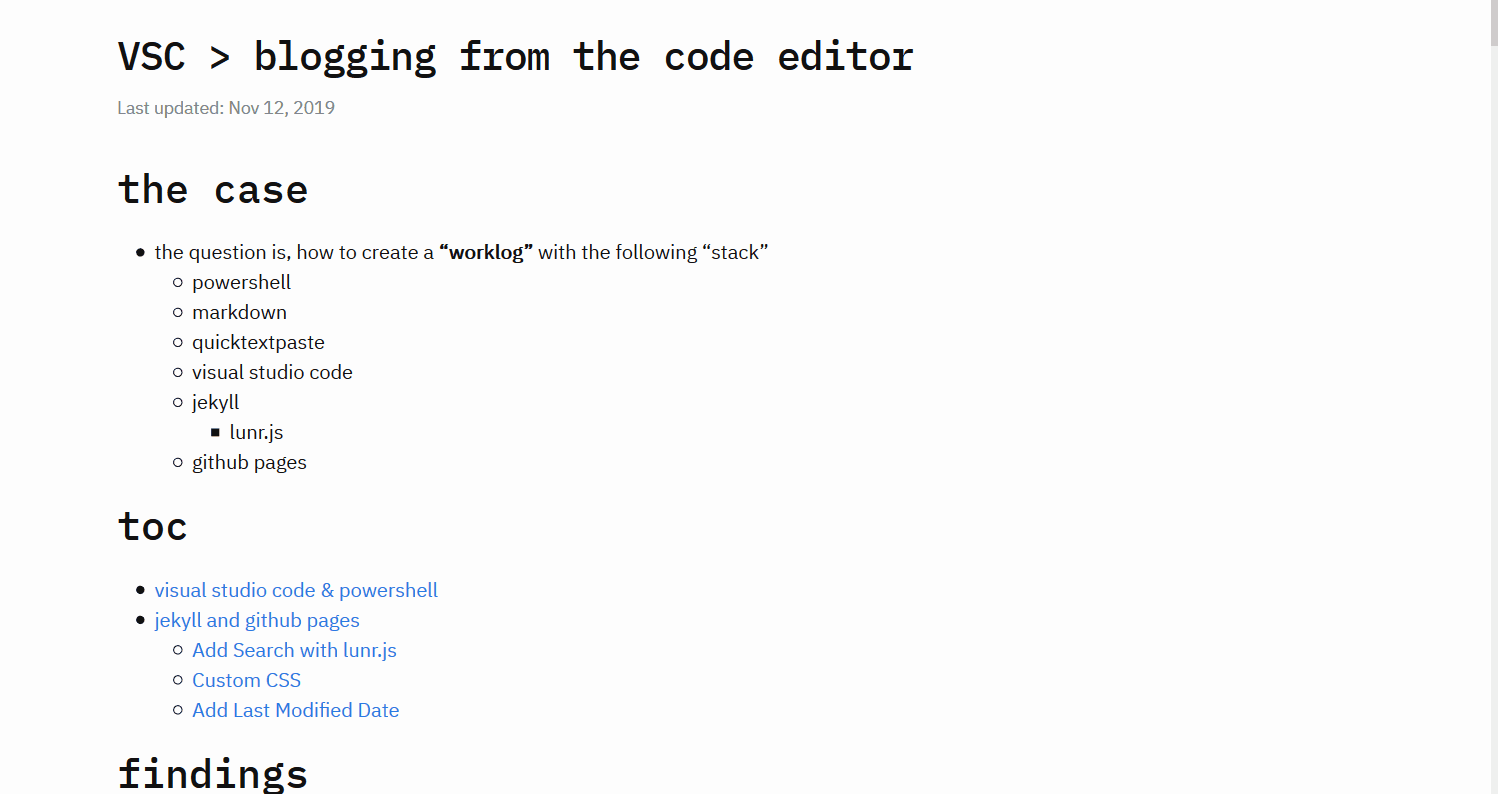 VSC > blogging from the code editor
Last updated: Nov 12, 2019
the case
the question is, how to create a “worklog” with the following “stack”
powershell
markdown
quicktextpaste
visual studio code
jekyll
lunr.js
github pages
toc
visual studio code & powershell
jekyll and github pages
Add Search with lunr.js
Custom CSS
Add Last Modified Date
findings